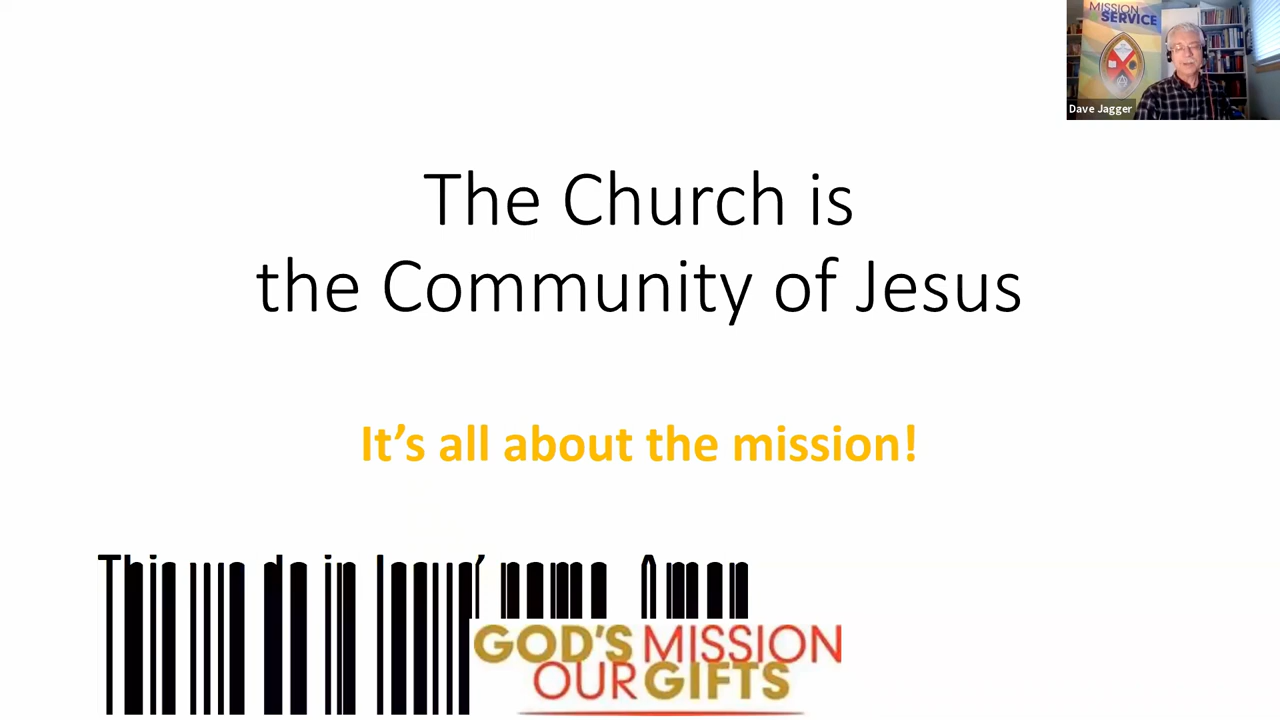 MISSION
&SERVICE
Dave Jagger
The Church is
the Community of Jesus
It's all about the mission!
This we do in Jesus' name. Amen
GOD'S MISSION
OUR GIFTS